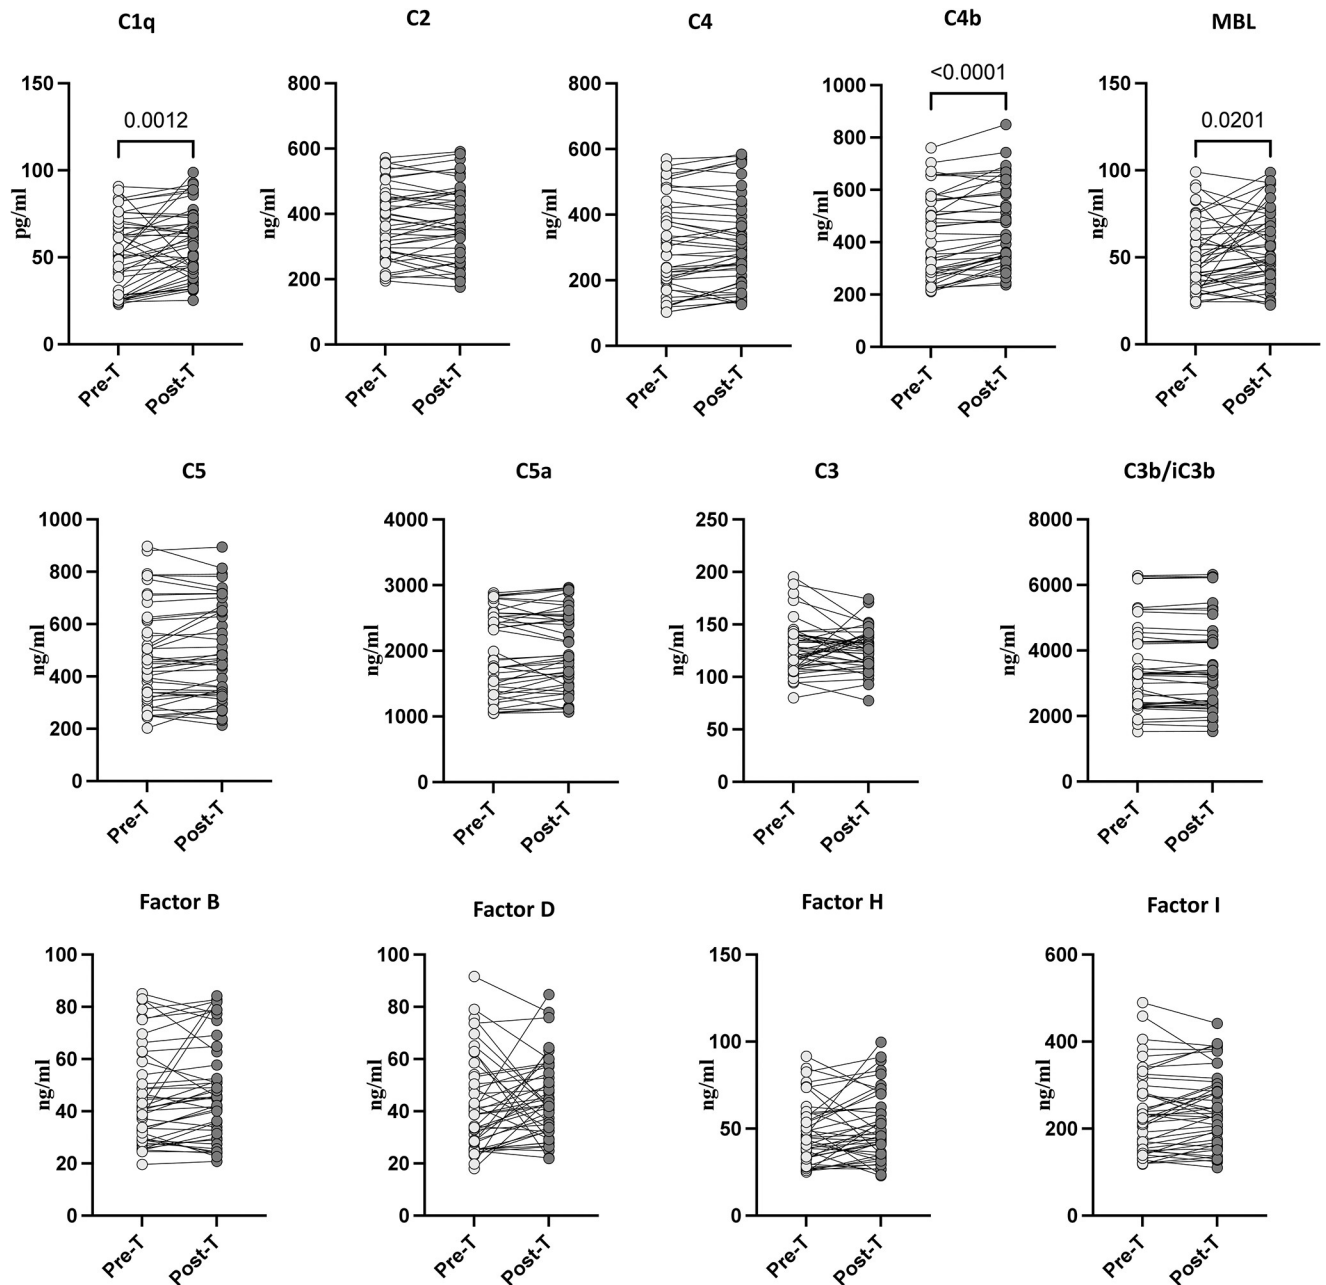 C1q
C2
C4
C4b
MBL
150
100
50
0
pg/ml
0.0012
Pre-T
Post-T
800
600
400
200
0
ng/ml
Pre-T
Post-T
800
600
400
200
0
ng/ml
Pre-T
Post-T
1000
800
600
400
200
0
ng/ml
<0.0001
Pre-T
Post-T
150
100
50
0
ng/ml
0.0201
Pre-T
Post-T
C5
C5a
C3
C3b/iC3b
1000
800
600
400
200
0
ng/ml
Pre-T
Post-T
4000
3000
2000
1000
0
ng/ml
Pre-T
Post-T
250
200
150
100
50
0
ng/ml
Pre-T
Post-T
8000
6000
4000
2000
0
ng/ml
Pre-T
Post-T
Factor B
Factor D
Factor H
Factor I
100
80
60
40
20
0
ng/ml
Pre-T
Post-T
100
80
60
40
20
0
ng/ml
Pre-T
Post-T
150
100
50
0
ng/ml
Pre-T
Post-T
600
400
200
0
ng/ml
Pre-T
Post-T